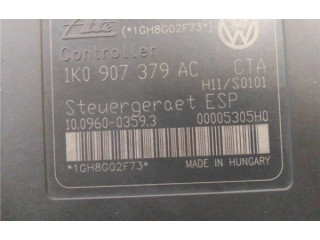 Ate (*1GH8G02F73*)
Controller
1K0 907 379 AC CTA
H11/S0101
Steuergeraet ESP
10.0960-0359.3 00005305H0
*1GH8G02F73* MADE IN HUNGARY